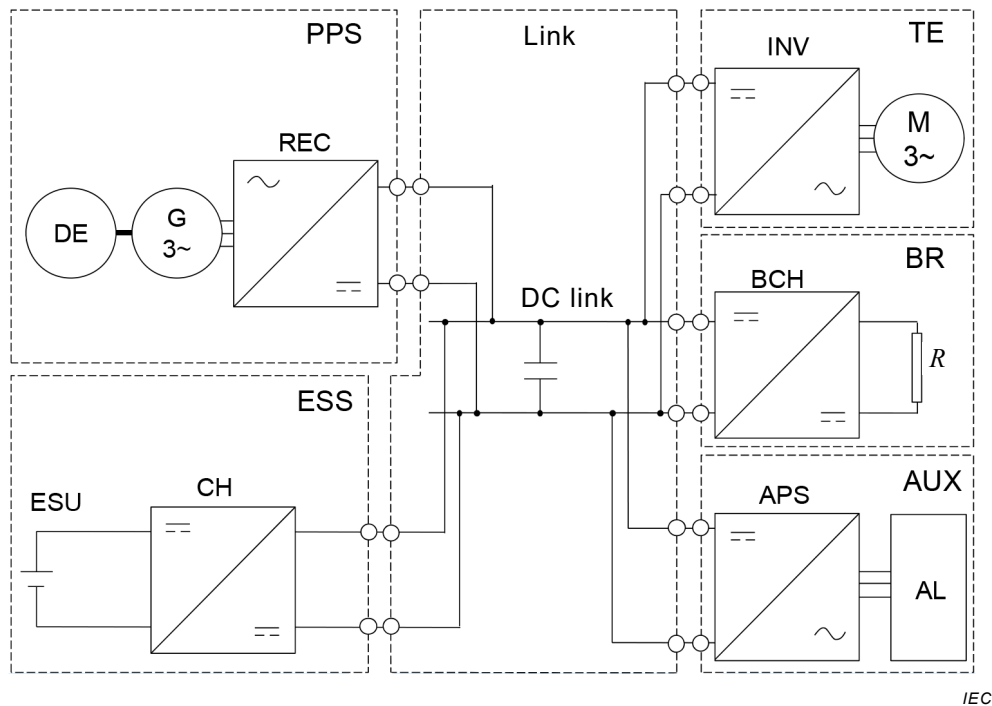 PPS
REC
DE
G
3~
Link
DC link
TE
INV
M
3~
BR
BCH
R
ESS
ESU
CH
AUX
APS
AL
IEC